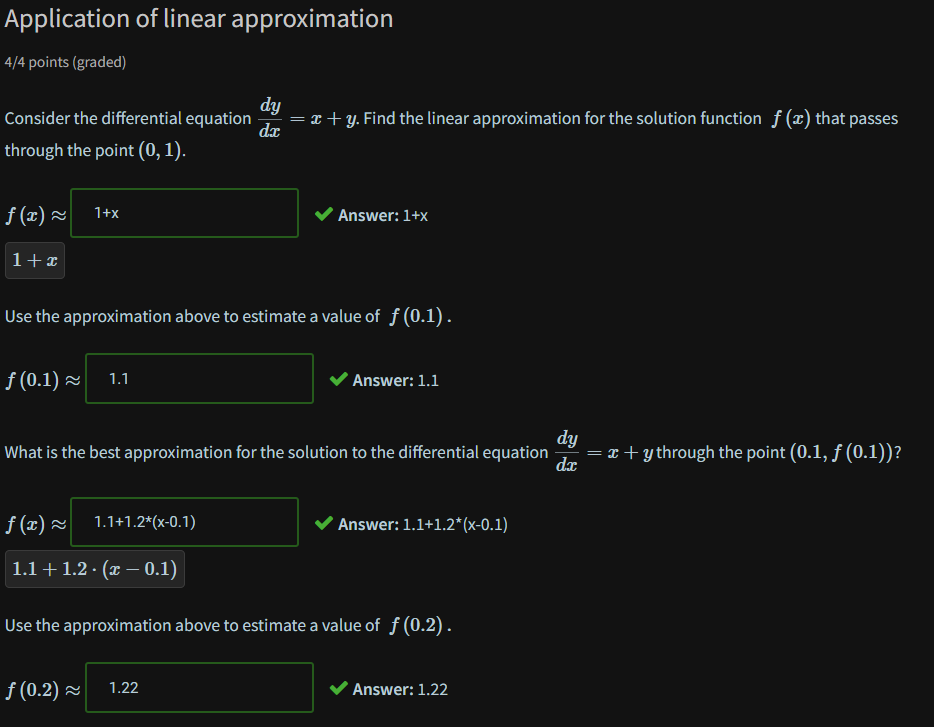 Application of linear approximation
4/4 points (graded)
Consider the differential equation dy/dx = x + y. Find the linear approximation for the solution function f (x) that passes
through the point (0, 1).
f (x) ≈ 1+x ✔ Answer: 1+x
1 + x
Use the approximation above to estimate a value of f (0.1) .
f (0.1) ≈ 1.1 ✔ Answer: 1.1
What is the best approximation for the solution to the differential equation dy/dx = x + y through the point (0.1, f (0.1))?
f (x) ≈ 1.1+1.2*(x-0.1) ✔ Answer: 1.1+1.2*(x-0.1)
1.1 + 1.2 · (x − 0.1)
Use the approximation above to estimate a value of f (0.2) .
f (0.2) ≈ 1.22 ✔ Answer: 1.22